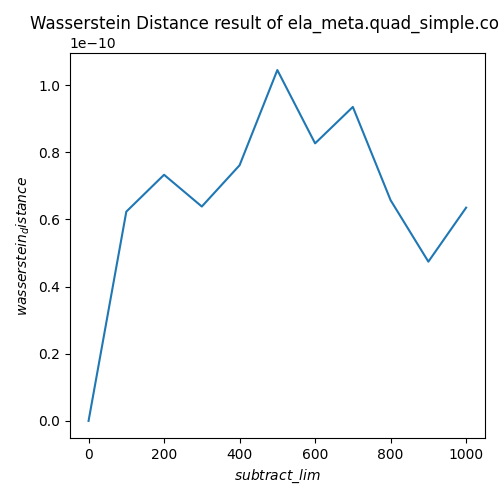 Wasserstein Distance result of ela_meta.quad_simple.co
1e−10
1.0
0.8
0.6
0.4
0.2
0.0
wasserstein_distance
0 200 400 600 800 1000
subtract_lim